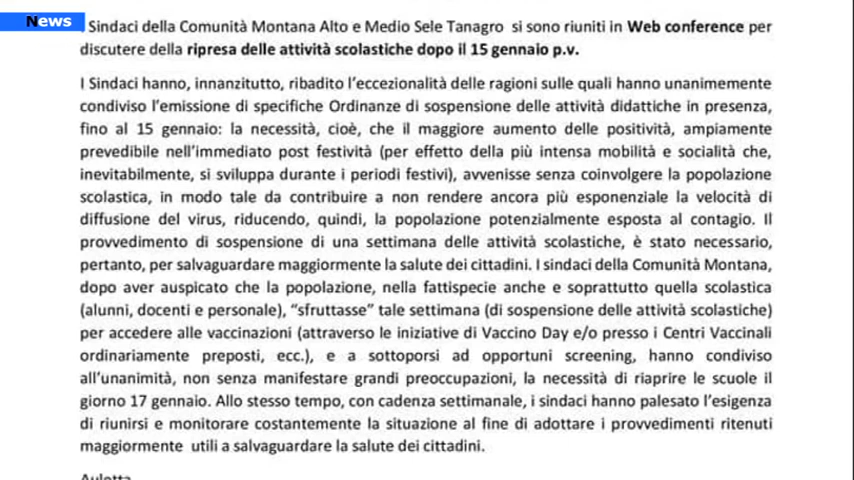 News
I Sindaci della Comunità Montana Alto e Medio Sele Tanagro si sono riuniti in Web conference per
discutere della ripresa delle attività scolastiche dopo il 15 gennaio p.v.
I Sindaci hanno, innanzitutto, ribadito l'eccezionalità delle ragioni sulle quali hanno unanimemente
condiviso l'emissione di specifiche Ordinanze di sospensione delle attività didattiche in presenza,
fino al 15 gennaio: la necessità, cioè, che il maggiore aumento delle positività, ampiamente
prevedibile nell'immediato post festività (per effetto della più intensa mobilità e socialità che,
inevitabilmente, si sviluppa durante i periodi festivi), avvenisse senza coinvolgere la popolazione
scolastica, in modo tale da contribuire a non rendere ancora più esponenziale la velocità di
diffusione del virus, riducendo, quindi, la popolazione potenzialmente esposta al contagio. Il
provvedimento di sospensione di una settimana delle attività scolastiche, è stato necessario,
pertanto, per salvaguardare maggiormente la salute dei cittadini. I sindaci della Comunità Montana,
dopo aver auspicato che la popolazione, nella fattispecie anche e soprattutto quella scolastica
(alunni, docenti e personale), "sfruttasse" tale settimana (di sospensione delle attività scolastiche)
per accedere alle vaccinazioni (attraverso le iniziative di Vaccino Day e/o presso i Centri Vaccinali
ordinariamente preposti, ecc.), e a sottoporsi ad opportuni screening, hanno condiviso
all'unanimità, non senza manifestare grandi preoccupazioni, la necessità di riaprire le scuole il
giorno 17 gennaio. Allo stesso tempo, con cadenza settimanale, i sindaci hanno palesato l'esigenza
di riunirsi e monitorare costantemente la situazione al fine di adottare i provvedimenti ritenuti
maggiormente utili a salvaguardare la salute dei cittadini.
Auletta